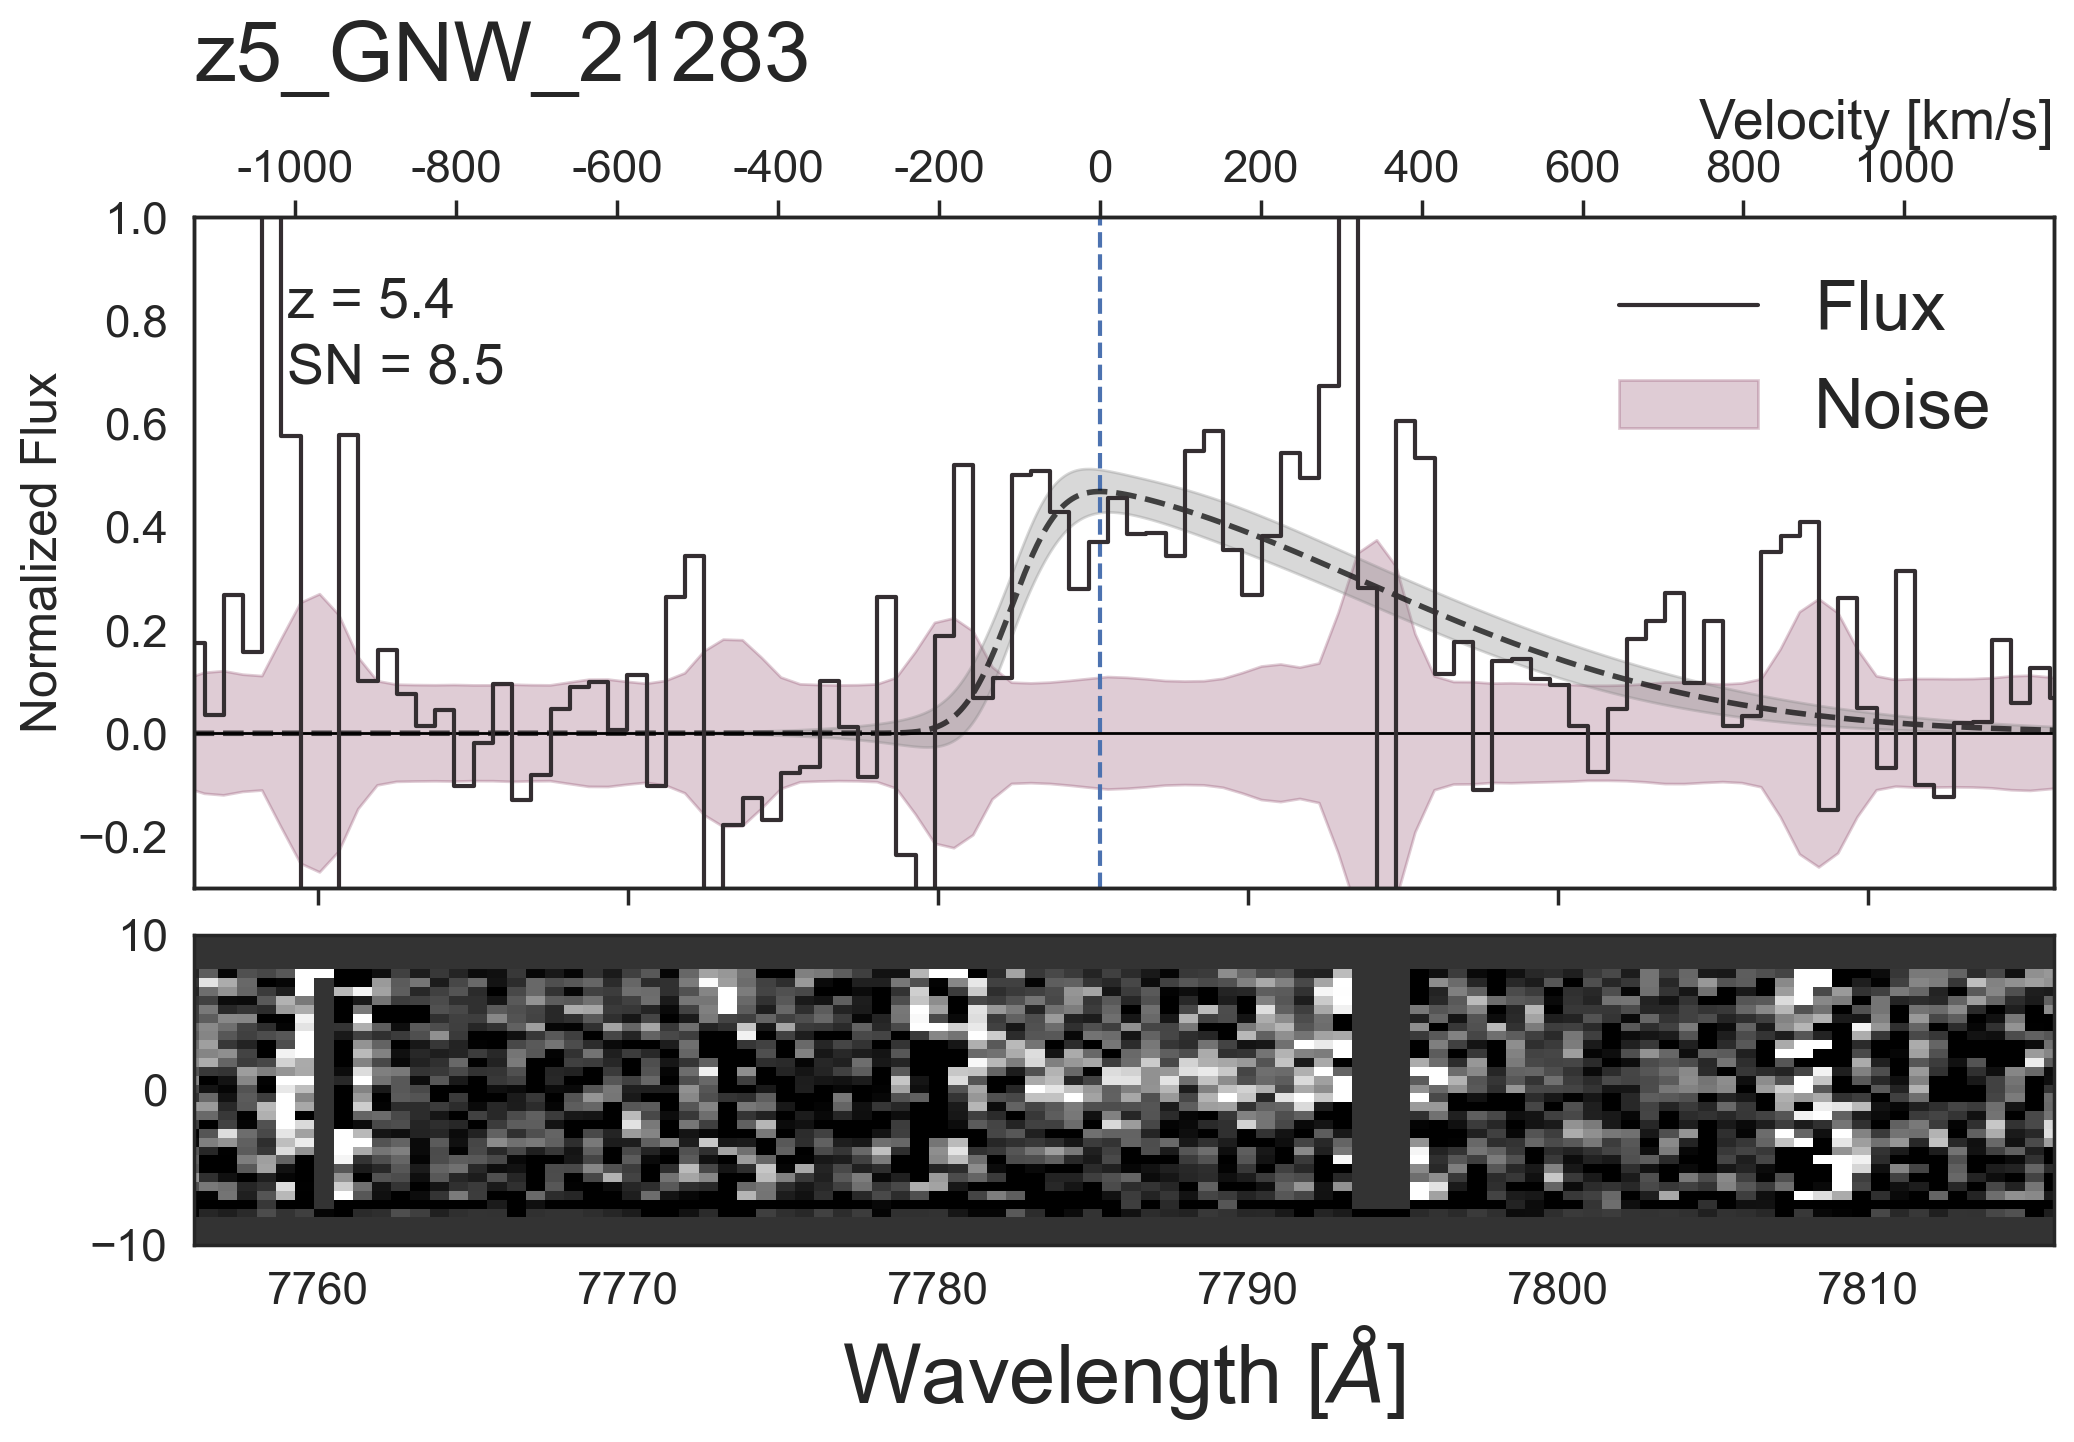 z5_GNW_21283
Velocity [km/s]
-1000 -800 -600 -400 -200 0 200 400 600 800 1000
1.0
0.8
0.6
0.4
0.2
0.0
−0.2
Normalized Flux
z = 5.4
SN = 8.5
Flux
Noise
10
0
−10
7760 7770 7780 7790 7800 7810
Wavelength [Å]